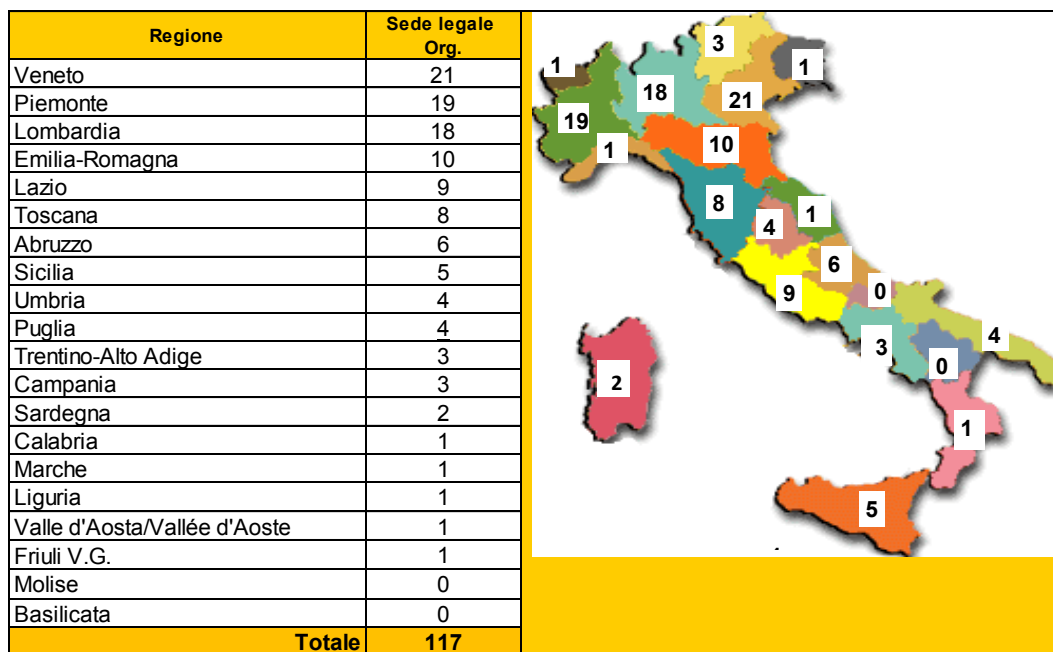 Regione Sede legale Org.
Veneto 21
Piemonte 19
Lombardia 18
Emilia-Romagna 10
Lazio 9
Toscana 8
Abruzzo 6
Sicilia 5
Umbria 4
Puglia 4
Trentino-Alto Adige 3
Campania 3
Sardegna 2
Calabria 1
Marche 1
Liguria 1
Valle d'Aosta/Vallée d'Aoste 1
Friuli V.G. 1
Molise 0
Basilicata 0
Totale 117
3
1
1
18
21
19
10
1
8
1
4
6
9
0
4
3
0
2
1
5